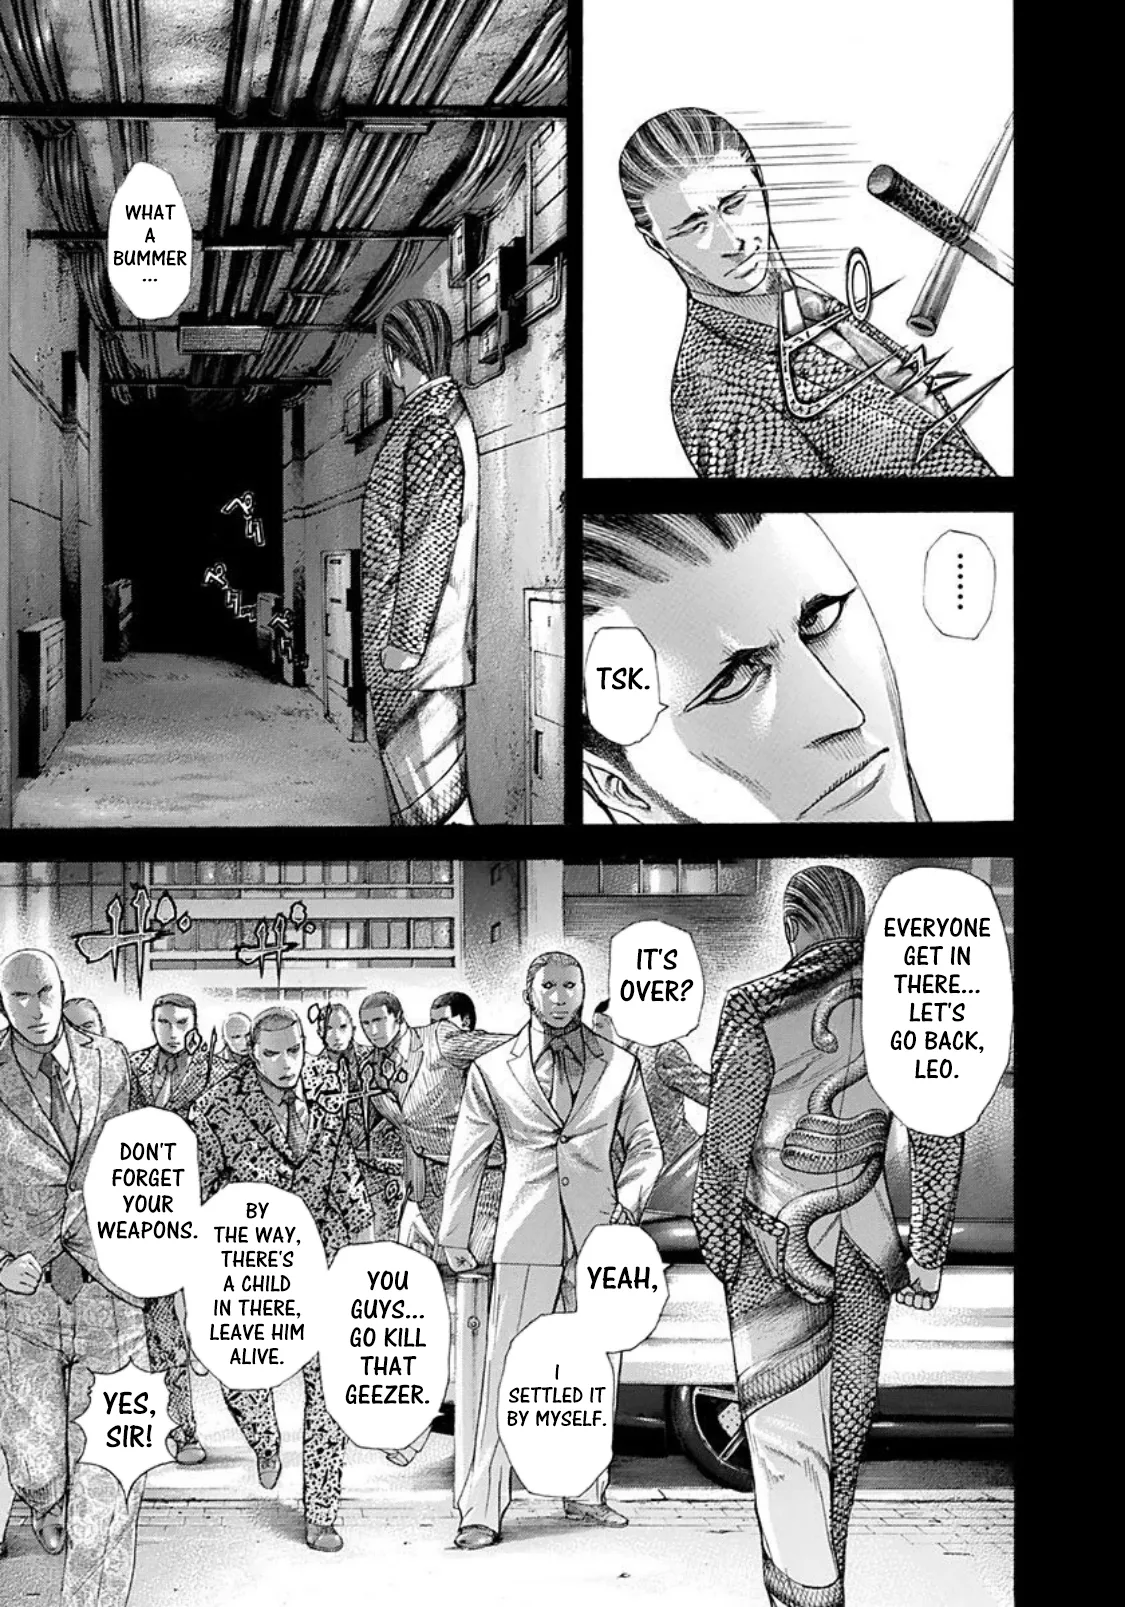 ......
TSK.
WHAT
A
BUMMER
...
ペリ
EVERYONE
GET IN
THERE...
LET'S
GO BACK,
LEO.
IT'S
OVER?
YEAH,
I
SETTLED IT
BY MYSELF.
YOU
GUYS...
GO KILL
THAT
GEEZER.
BY
THE WAY,
THERE'S
A CHILD
IN THERE,
LEAVE HIM
ALIVE.
DON'T
FORGET
YOUR
WEAPONS.
YES,
SIR!